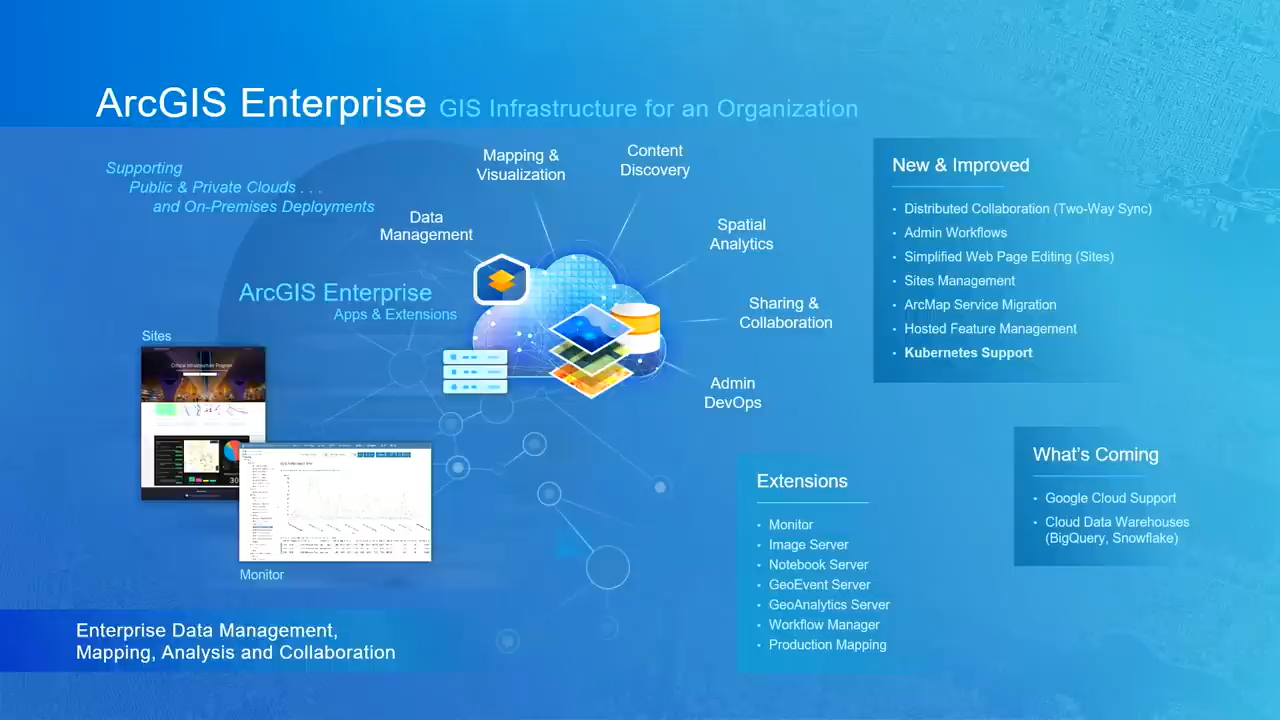 ArcGIS Enterprise GIS Infrastructure for an Organization
Supporting
Public & Private Clouds . . .
and On-Premises Deployments
Mapping &
Visualization
Content
Discovery
Data
Management
Spatial
Analytics
ArcGIS Enterprise
Apps & Extensions
Sharing &
Collaboration
Admin
DevOps
Sites
Critical Infrastructure Program
30
Monitor
New & Improved
• Distributed Collaboration (Two-Way Sync)
• Admin Workflows
• Simplified Web Page Editing (Sites)
• Sites Management
• ArcMap Service Migration
• Hosted Feature Management
• Kubernetes Support
What's Coming
• Google Cloud Support
• Cloud Data Warehouses
(BigQuery, Snowflake)
Extensions
• Monitor
• Image Server
• Notebook Server
• GeoEvent Server
• GeoAnalytics Server
• Workflow Manager
• Production Mapping
Enterprise Data Management,
Mapping, Analysis and Collaboration